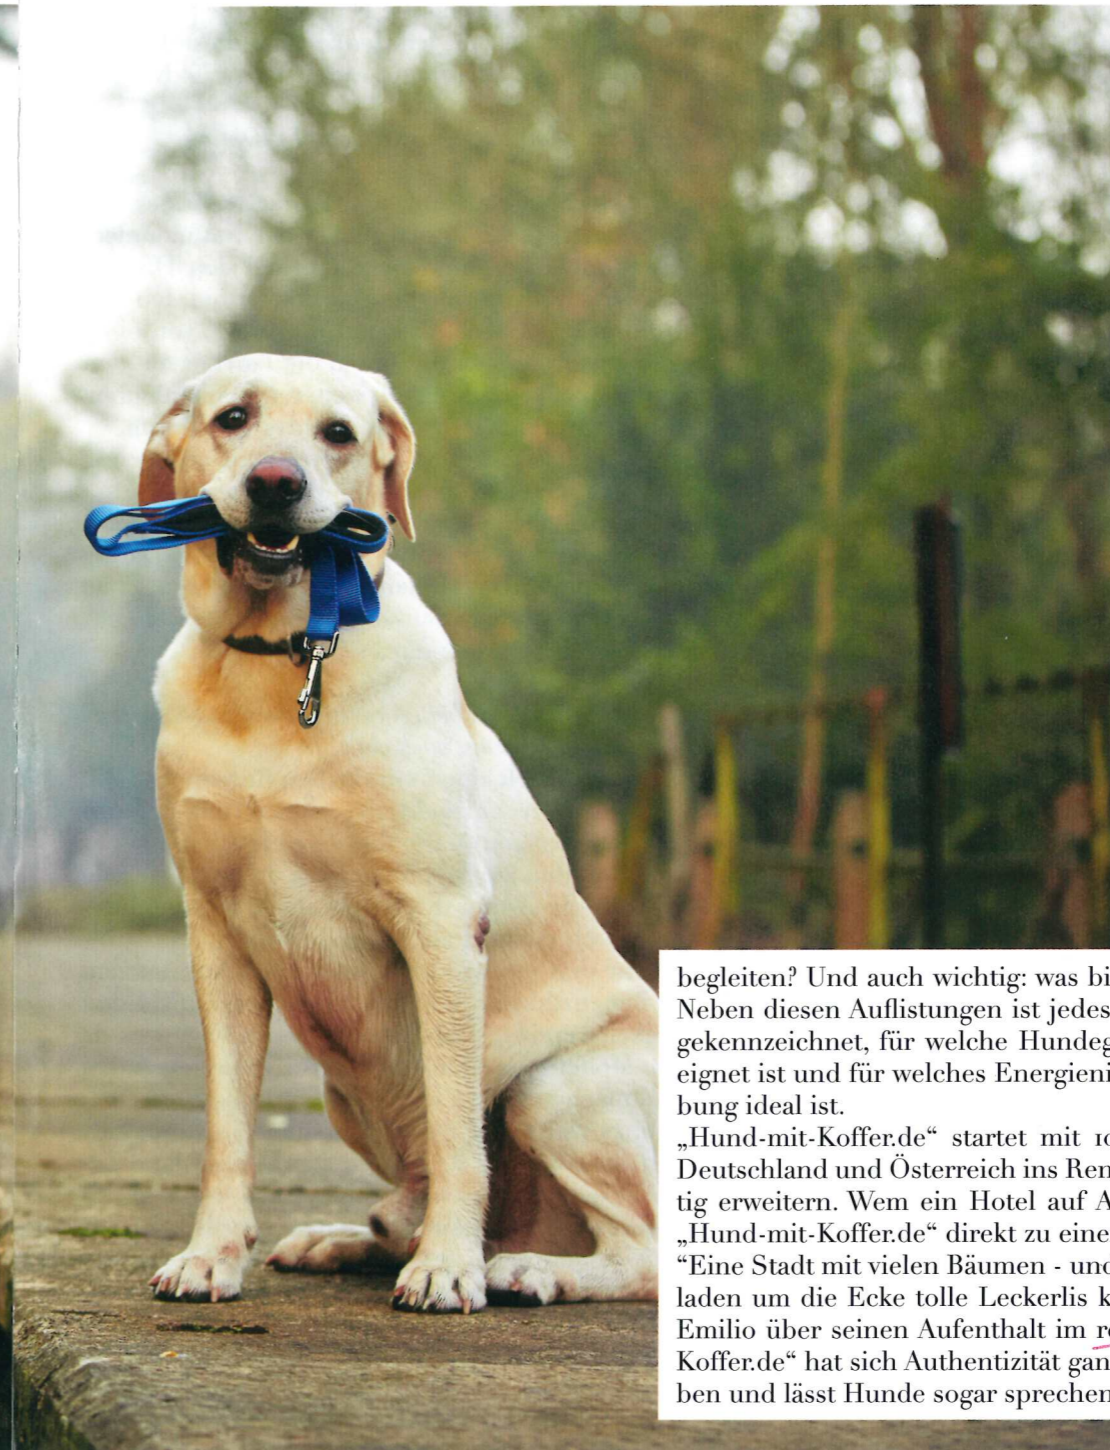 begleiten? Und auch wichtig: was bi
Neben diesen Auflistungen ist jedes
gekennzeichnet, für welche Hundeg
eignet ist und für welches Energieni
bung ideal ist.
„Hund-mit-Koffer.de“ startet mit 10
Deutschland und Österreich ins Ren
tig erweitern. Wem ein Hotel auf A
„Hund-mit-Koffer.de“ direkt zu eine
“Eine Stadt mit vielen Bäumen - und
laden um die Ecke tolle Leckerlis k
Emilio über seinen Aufenthalt im re
Koffer.de“ hat sich Authentizität gan
ben und lässt Hunde sogar sprechen